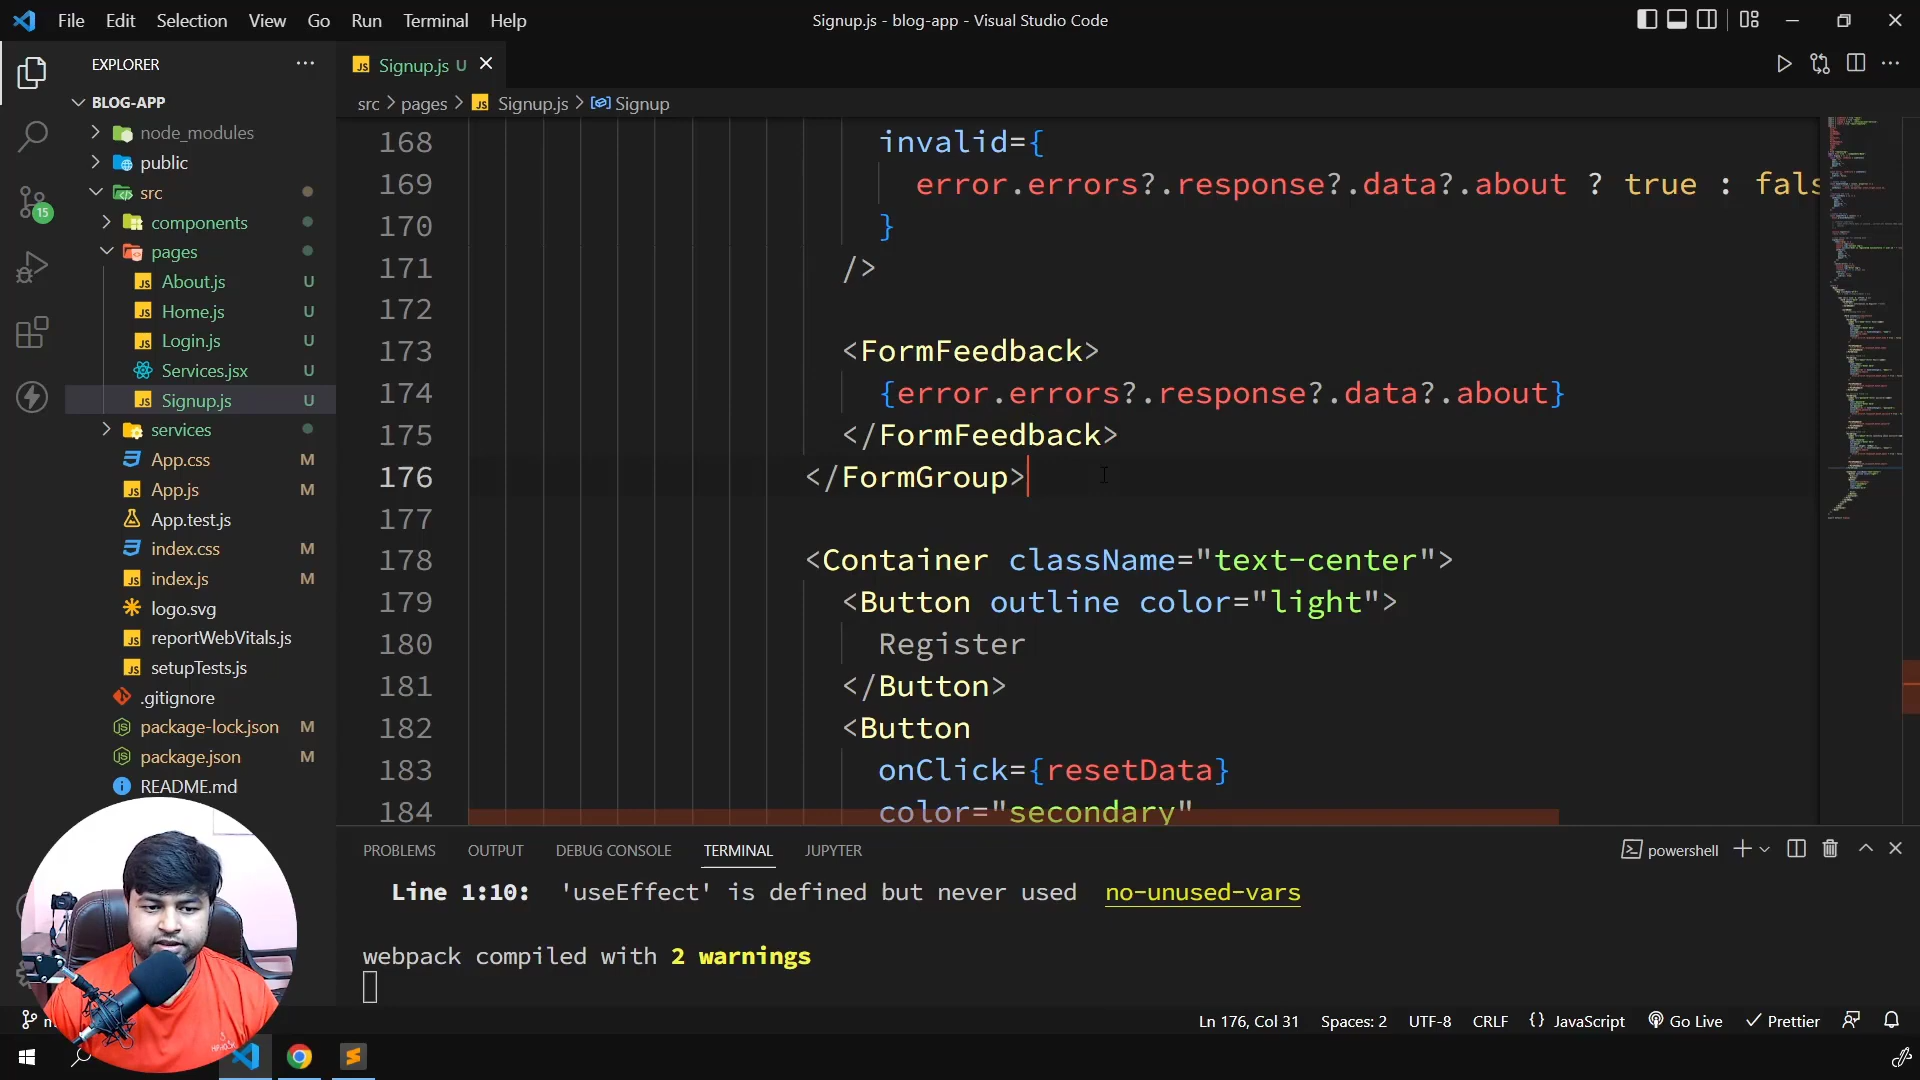 File Edit Selection View Go Run Terminal Help
Signup.js - blog-app - Visual Studio Code
EXPLORER
BLOG-APP
node_modules
public
src
components
pages
About.js U
Home.js U
Login.js U
Services.jsx U
Signup.js U
services
App.css M
App.js M
App.test.js
index.css M
index.js M
logo.svg
reportWebVitals.js
setupTests.js
.gitignore
package-lock.json M
package.json M
README.md
15
Signup.js U
src > pages > Signup.js > Signup
168 invalid={
169 error.errors?.response?.data?.about ? true : fals
170 }
171 />
172
173 <FormFeedback>
174 {error.errors?.response?.data?.about}
175 </FormFeedback>
176 </FormGroup>
177
178 <Container className="text-center">
179 <Button outline color="light">
180 Register
181 </Button>
182 <Button
183 onClick={resetData}
184 color="secondary"
PROBLEMS OUTPUT DEBUG CONSOLE TERMINAL JUPYTER
powershell
Line 1:10: 'useEffect' is defined but never used no-unused-vars
webpack compiled with 2 warnings
Ln 176, Col 31 Spaces: 2 UTF-8 CRLF {} JavaScript Go Live Prettier